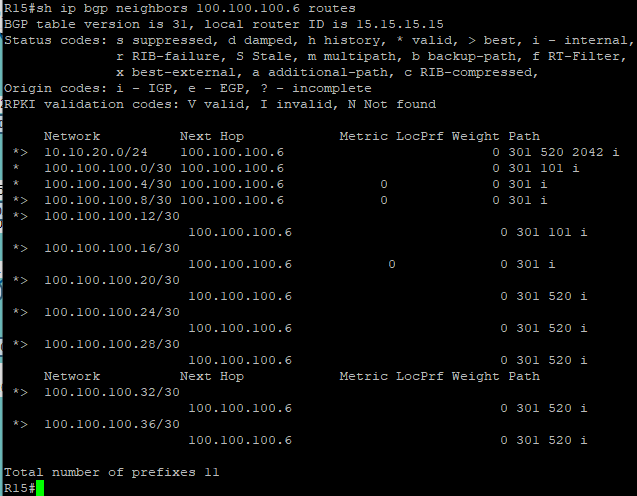 R15#sh ip bgp neighbors 100.100.100.6 routes
BGP table version is 31, local router ID is 15.15.15.15
Status codes: s suppressed, d damped, h history, * valid, > best, i - internal,
r RIB-failure, S Stale, m multipath, b backup-path, f RT-Filter,
x best-external, a additional-path, c RIB-compressed,
Origin codes: i - IGP, e - EGP, ? - incomplete
RPKI validation codes: V valid, I invalid, N Not found
Network Next Hop Metric LocPrf Weight Path
*> 10.10.20.0/24 100.100.100.6 0 301 520 2042 i
* 100.100.100.0/30 100.100.100.6 0 301 101 i
* 100.100.100.4/30 100.100.100.6 0 0 301 i
*> 100.100.100.8/30 100.100.100.6 0 0 301 i
*> 100.100.100.12/30
100.100.100.6 0 301 101 i
*> 100.100.100.16/30
100.100.100.6 0 0 301 i
*> 100.100.100.20/30
100.100.100.6 0 301 520 i
*> 100.100.100.24/30
100.100.100.6 0 301 520 i
*> 100.100.100.28/30
100.100.100.6 0 301 520 i
Network Next Hop Metric LocPrf Weight Path
*> 100.100.100.32/30
100.100.100.6 0 301 520 i
*> 100.100.100.36/30
100.100.100.6 0 301 520 i
Total number of prefixes 11
R15#